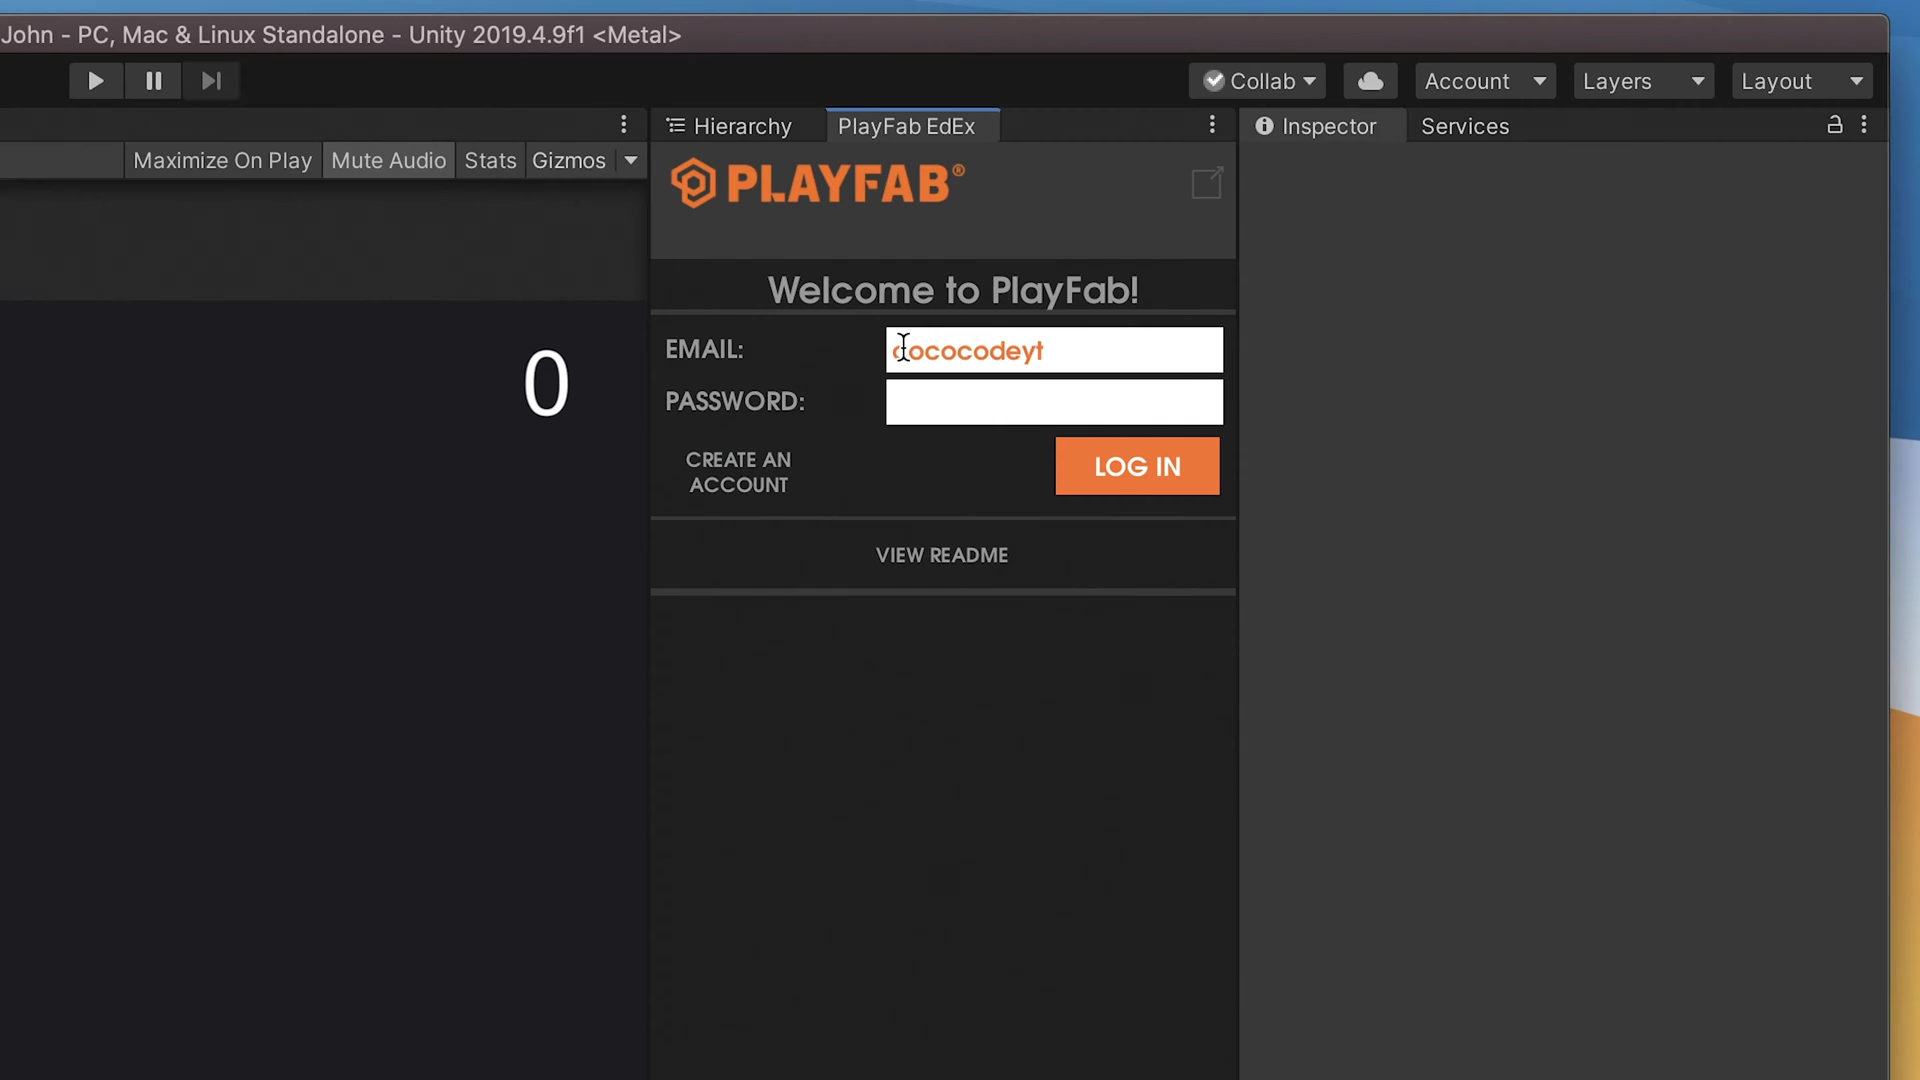 John - PC, Mac & Linux Standalone - Unity 2019.4.9f1 <Metal>
Collab
Account
Layers
Layout
Hierarchy
PlayFab EdEx
Inspector
Services
Maximize On Play
Mute Audio
Stats
Gizmos
PLAYFAB®
Welcome to PlayFab!
EMAIL:
cococodeyt
PASSWORD:
CREATE AN
ACCOUNT
LOG IN
VIEW README
0